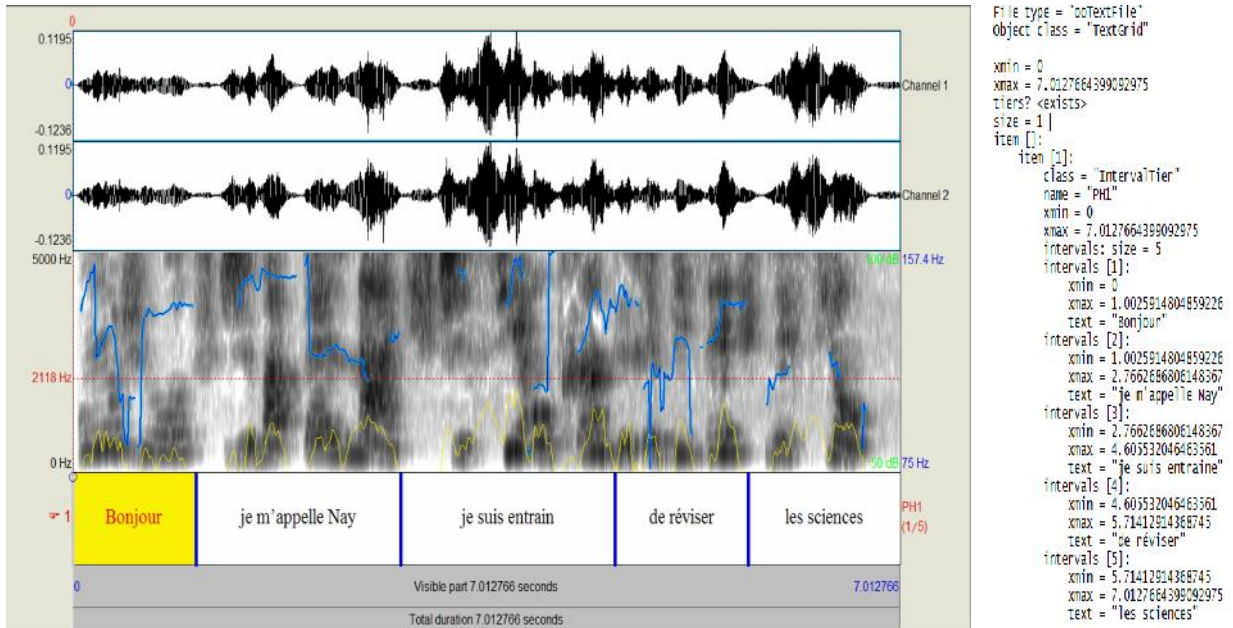 0
0.1195
0
-0.1236
Channel 1
0.1195
0
-0.1236
Channel 2
5000 Hz
100 dB 157.4 Hz
2118 Hz
0 Hz
50 dB 75 Hz
☞ 1 Bonjour je m'appelle Nay je suis entrain de réviser les sciences PH1
(1/5)
0 Visible part 7.012766 seconds 7.012766
Total duration 7.012766 seconds
File type = "ooTextFile"
Object class = "TextGrid"
xmin = 0
xmax = 7.0127664399092975
tiers? <exists>
size = 1
item []:
item [1]:
class = "IntervalTier"
name = "PH1"
xmin = 0
xmax = 7.0127664399092975
intervals: size = 5
intervals [1]:
xmin = 0
xmax = 1.0025914804859226
text = "Bonjour"
intervals [2]:
xmin = 1.0025914804859226
xmax = 2.7662686806148367
text = "je m'appelle Nay"
intervals [3]:
xmin = 2.7662686806148367
xmax = 4.605532046463561
text = "je suis entraine"
intervals [4]:
xmin = 4.605532046463561
xmax = 5.71412914368745
text = "de réviser"
intervals [5]:
xmin = 5.71412914368745
xmax = 7.0127664399092975
text = "les sciences"